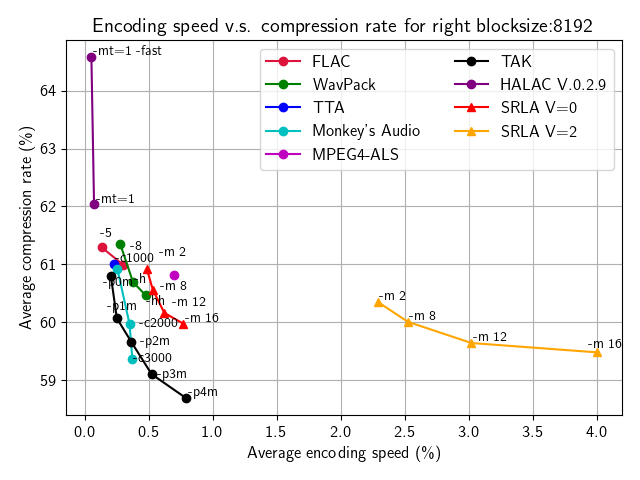 Encoding speed v.s. compression rate for right blocksize:8192
Average compression rate (%)
64
63
62
61
60
59
FLAC
WavPack
TTA
Monkey's Audio
MPEG4-ALS
TAK
HALAC V.0.2.9
SRLA V=0
SRLA V=2
-mt=1 -fast
-mt=1
-5
-8
-m 2
-c1000
-p0m
-h
-m 8
-hh
-m 12
-p1m
-c2000
-m 16
-p2m
-c3000
-p3m
-p4m
-m 2
-m 8
-m 12
-m 16
0.0 0.5 1.0 1.5 2.0 2.5 3.0 3.5 4.0
Average encoding speed (%)